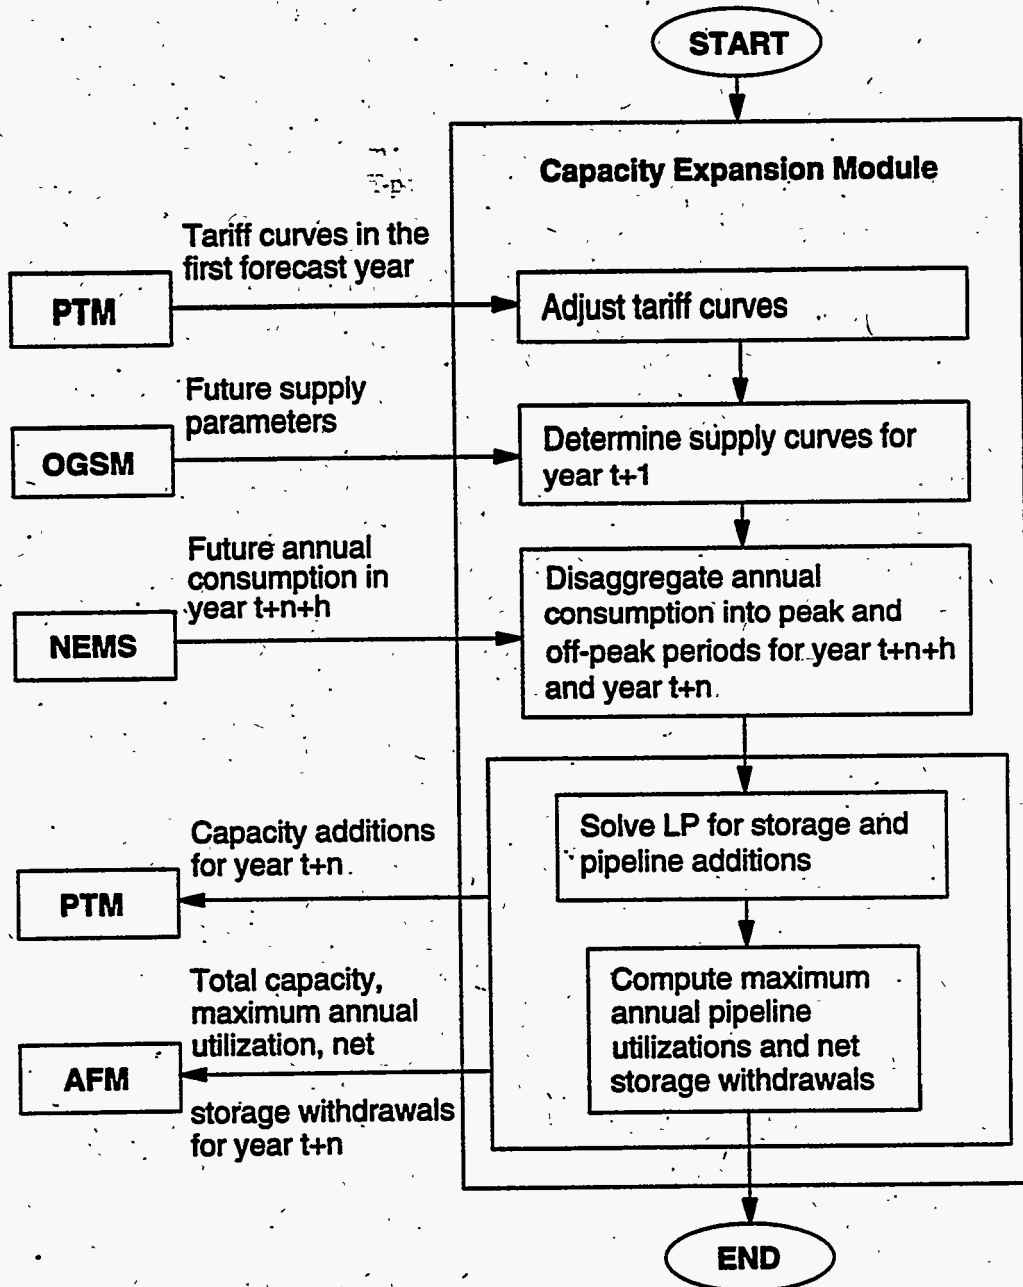 START
Capacity Expansion Module
Tariff curves in the
first forecast year
PTM
Adjust tariff curves
Future supply
parameters
OGSM
Determine supply curves for
year t+1
Future annual
consumption in
year t+n+h
NEMS
Disaggregate annual
consumption into peak and
off-peak periods for year t+n+h
and year t+n
Solve LP for storage and
pipeline additions
Capacity additions
for year t+n
PTM
Compute maximum
annual pipeline
utilizations and net
storage withdrawals
Total capacity,
maximum annual
utilization, net
AFM
storage withdrawals
for year t+n
END